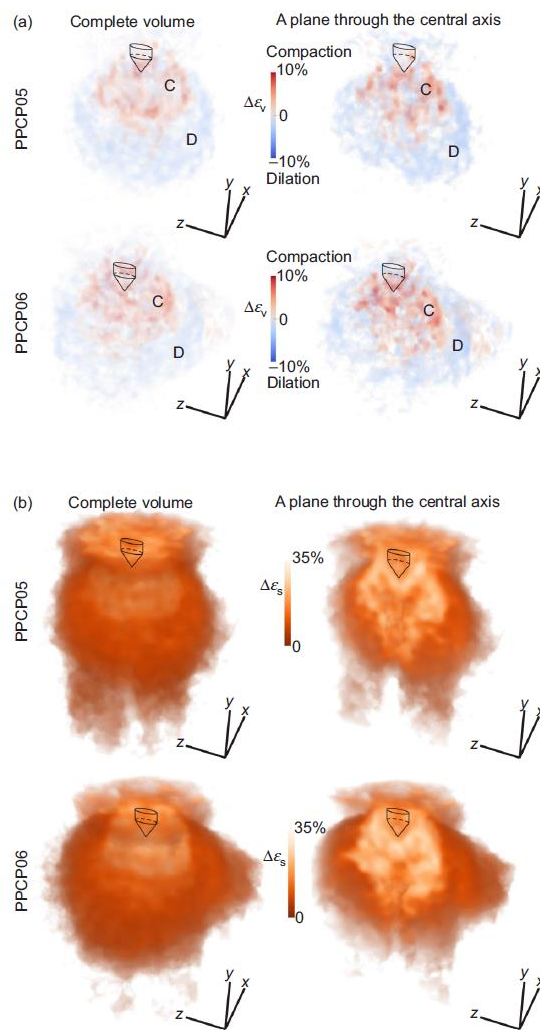 (a)
Complete volume
A plane through the central axis
PPCP05
Compaction
10%
Δεv
0
–10%
Dilation
C
D
C
D
y
x
z
y
x
z
PPCP06
Compaction
10%
Δεv
0
–10%
Dilation
C
D
C
D
y
x
z
y
x
z
(b)
Complete volume
A plane through the central axis
PPCP05
35%
Δεs
0
y
x
z
y
x
z
PPCP06
35%
Δεs
0
y
x
z
y
x
z